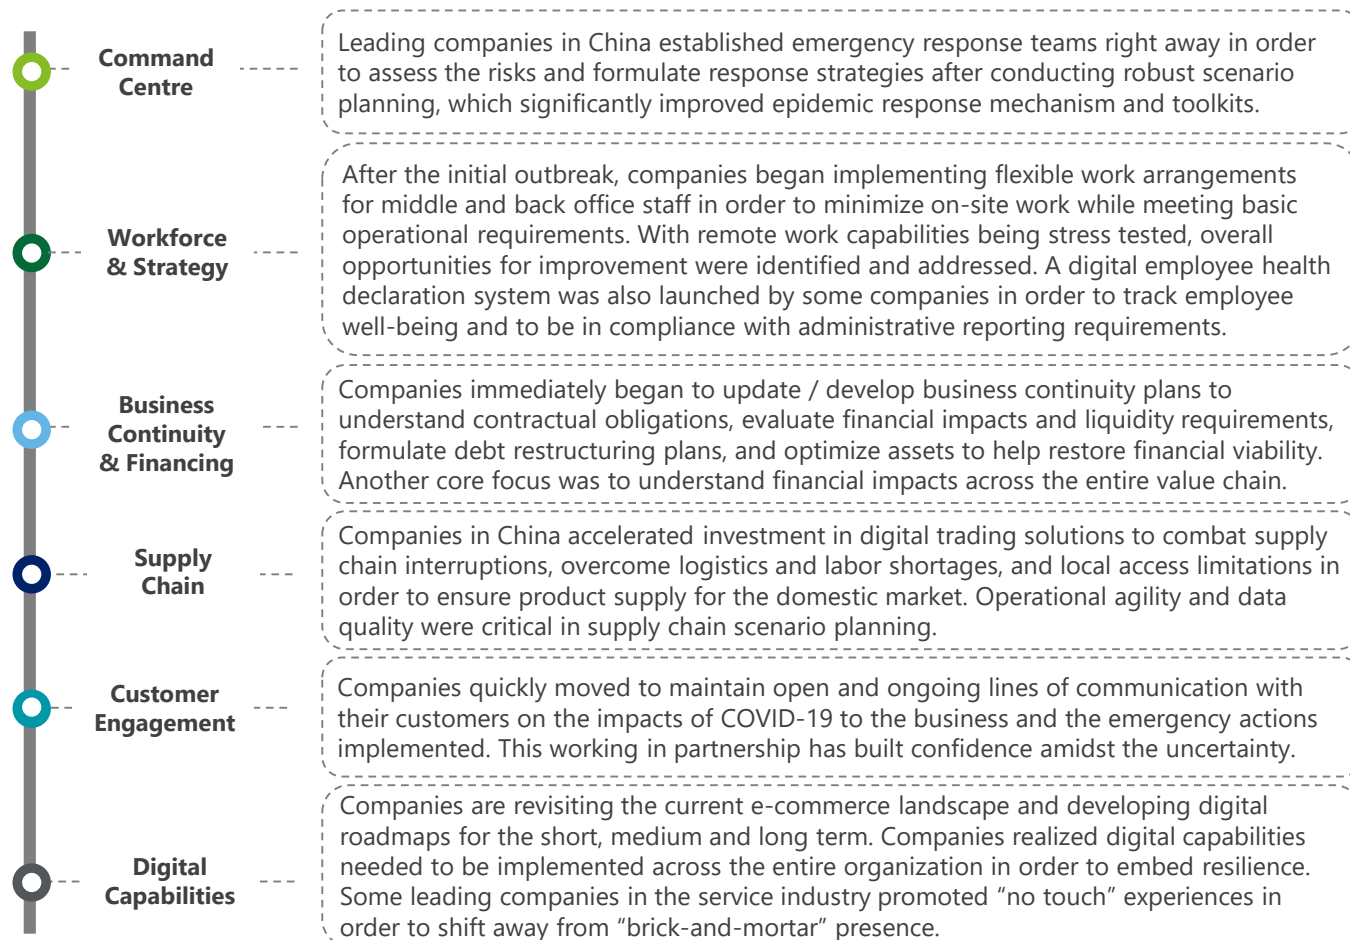 Command
Centre
Leading companies in China established emergency response teams right away in order
to assess the risks and formulate response strategies after conducting robust scenario
planning, which significantly improved epidemic response mechanism and toolkits.
Workforce
& Strategy
After the initial outbreak, companies began implementing flexible work arrangements
for middle and back office staff in order to minimize on-site work while meeting basic
operational requirements. With remote work capabilities being stress tested, overall
opportunities for improvement were identified and addressed. A digital employee health
declaration system was also launched by some companies in order to track employee
well-being and to be in compliance with administrative reporting requirements.
Business
Continuity
& Financing
Companies immediately began to update / develop business continuity plans to
understand contractual obligations, evaluate financial impacts and liquidity requirements,
formulate debt restructuring plans, and optimize assets to help restore financial viability.
Another core focus was to understand financial impacts across the entire value chain.
Supply
Chain
Companies in China accelerated investment in digital trading solutions to combat supply
chain interruptions, overcome logistics and labor shortages, and local access limitations in
order to ensure product supply for the domestic market. Operational agility and data
quality were critical in supply chain scenario planning.
Customer
Engagement
Companies quickly moved to maintain open and ongoing lines of communication with
their customers on the impacts of COVID-19 to the business and the emergency actions
implemented. This working in partnership has built confidence amidst the uncertainty.
Digital
Capabilities
Companies are revisiting the current e-commerce landscape and developing digital
roadmaps for the short, medium and long term. Companies realized digital capabilities
needed to be implemented across the entire organization in order to embed resilience.
Some leading companies in the service industry promoted “no touch” experiences in
order to shift away from “brick-and-mortar” presence.